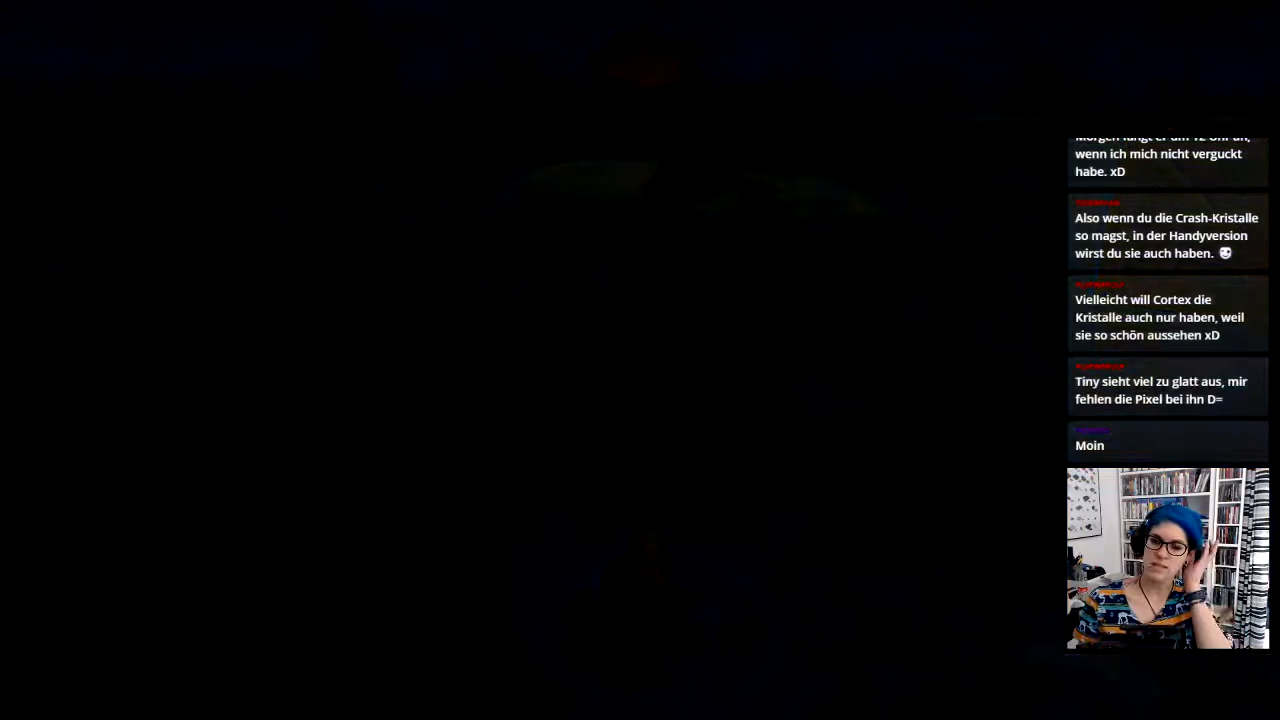 wenn ich mich nicht verguckt
habe. xD
Also wenn du die Crash-Kristalle
so magst, in der Handyversion
wirst du sie auch haben.
Vielleicht will Cortex die
Kristalle auch nur haben, weil
sie so schön aussehen xD
Tiny sieht viel zu glatt aus, mir
fehlen die Pixel bei ihn D=
Moin